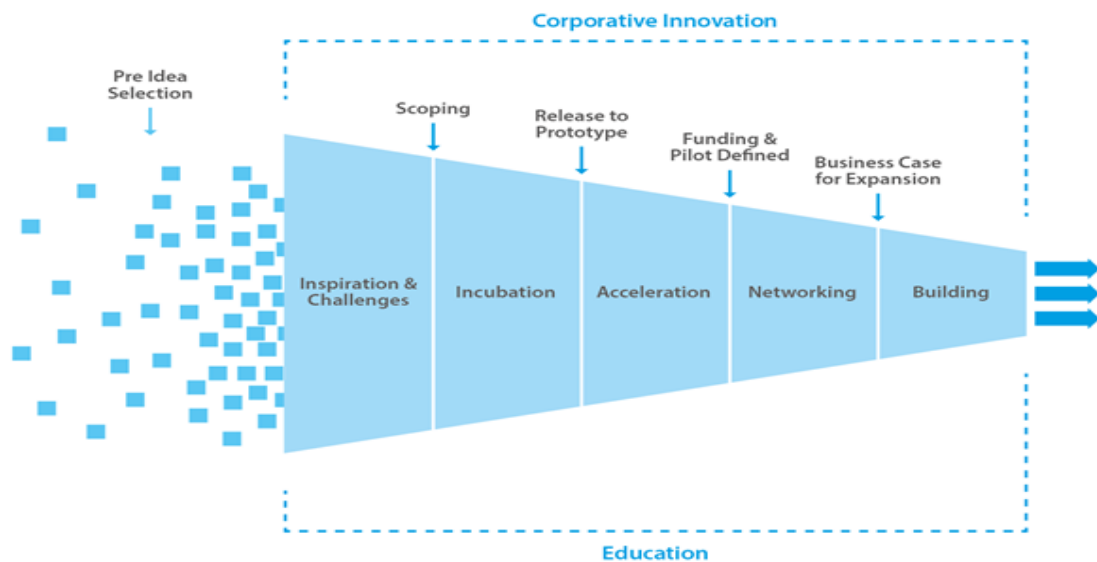 Corporative Innovation
Pre Idea
Selection
Scoping
Release to
Prototype
Funding &
Pilot Defined
Business Case
for Expansion
Inspiration &
Challenges
Incubation
Acceleration
Networking
Building
Education